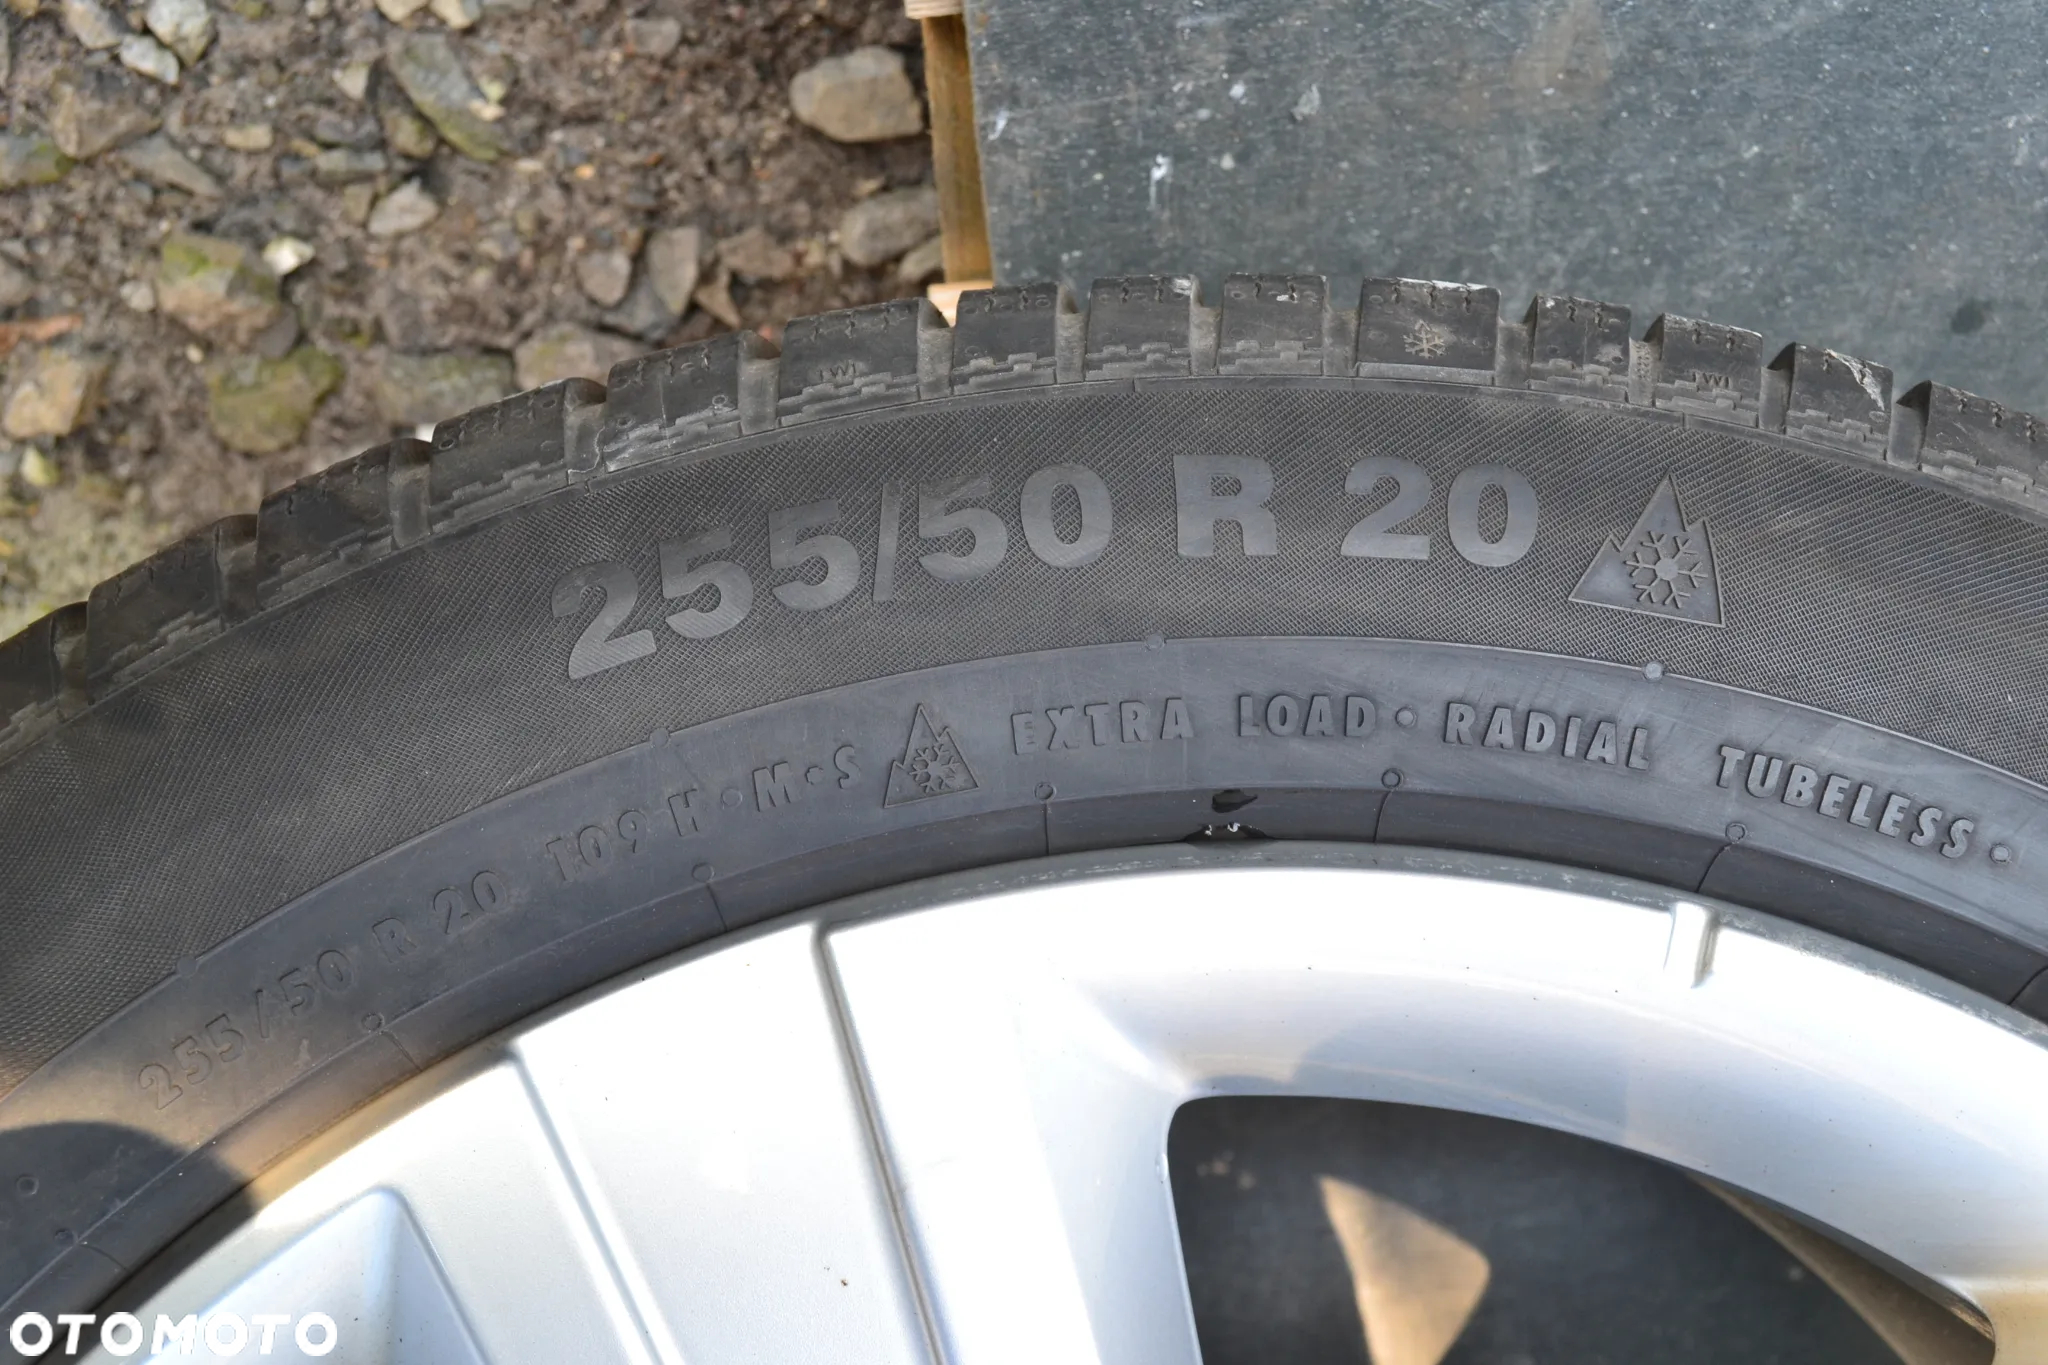 TWI
TWI
255/50 R 20
255/50 R 20 109 H · M·S EXTRA LOAD · RADIAL TUBELESS ·
OTOMOTO